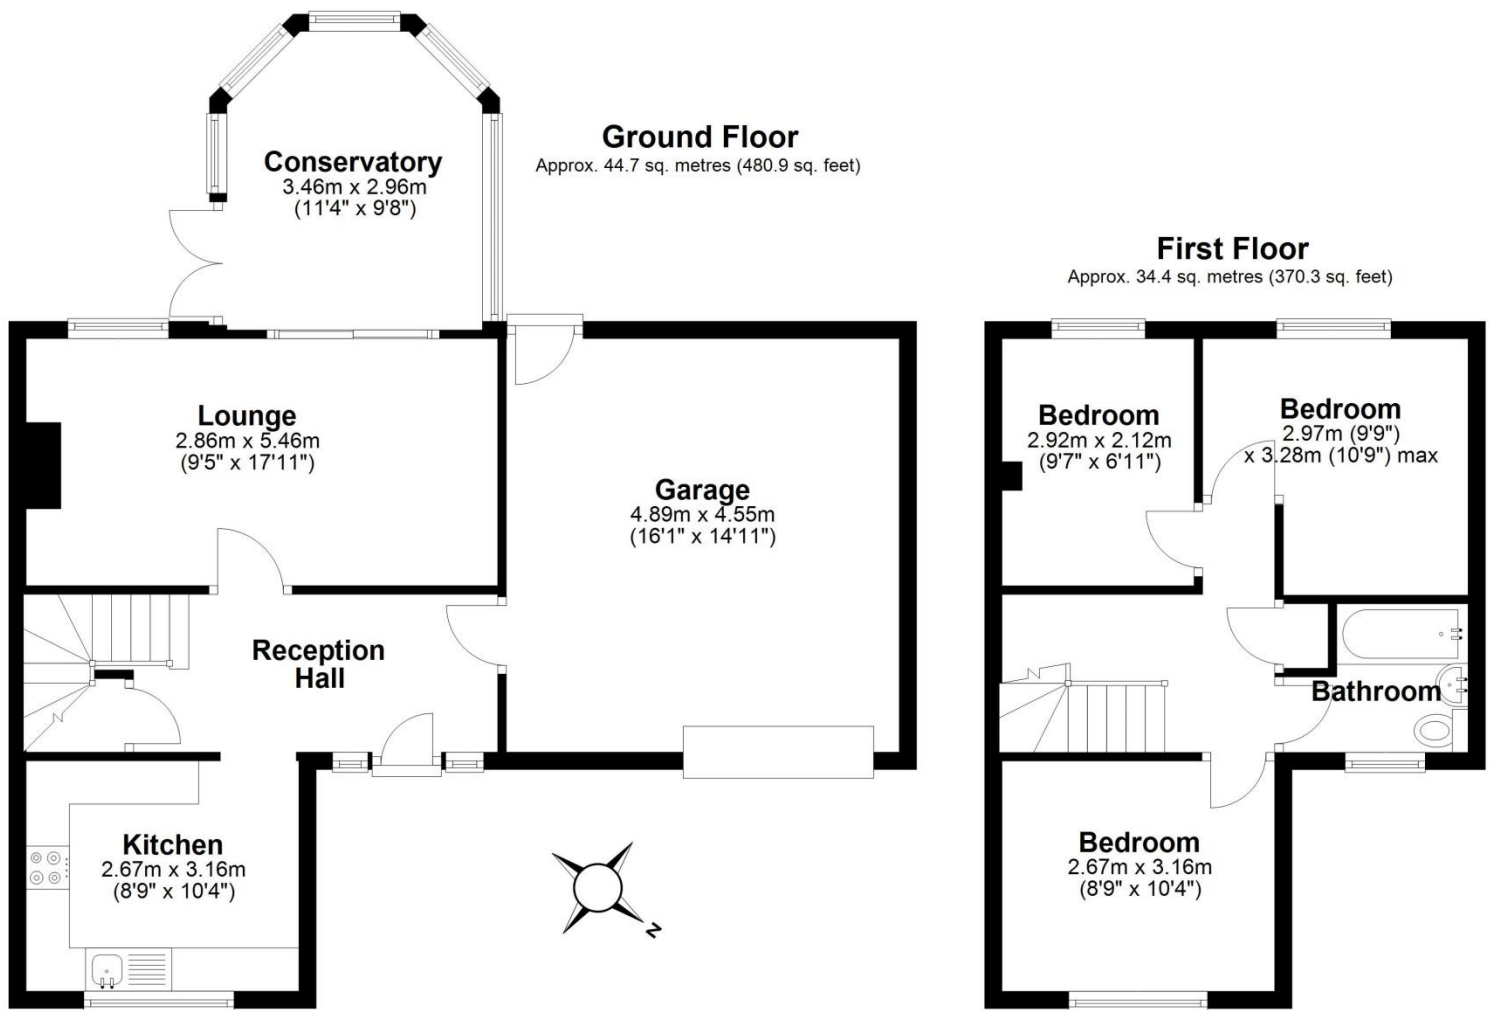 Ground Floor
Approx. 44.7 sq. metres (480.9 sq. feet)
Conservatory
3.46m x 2.96m
(11'4" x 9'8")
Lounge
2.86m x 5.46m
(9'5" x 17'11")
Garage
4.89m x 4.55m
(16'1" x 14'11")
Reception
Hall
Kitchen
2.67m x 3.16m
(8'9" x 10'4")
N
First Floor
Approx. 34.4 sq. metres (370.3 sq. feet)
Bedroom
2.92m x 2.12m
(9'7" x 6'11")
Bedroom
2.97m (9'9")
x 3.28m (10'9") max
Bathroom
Bedroom
2.67m x 3.16m
(8'9" x 10'4")